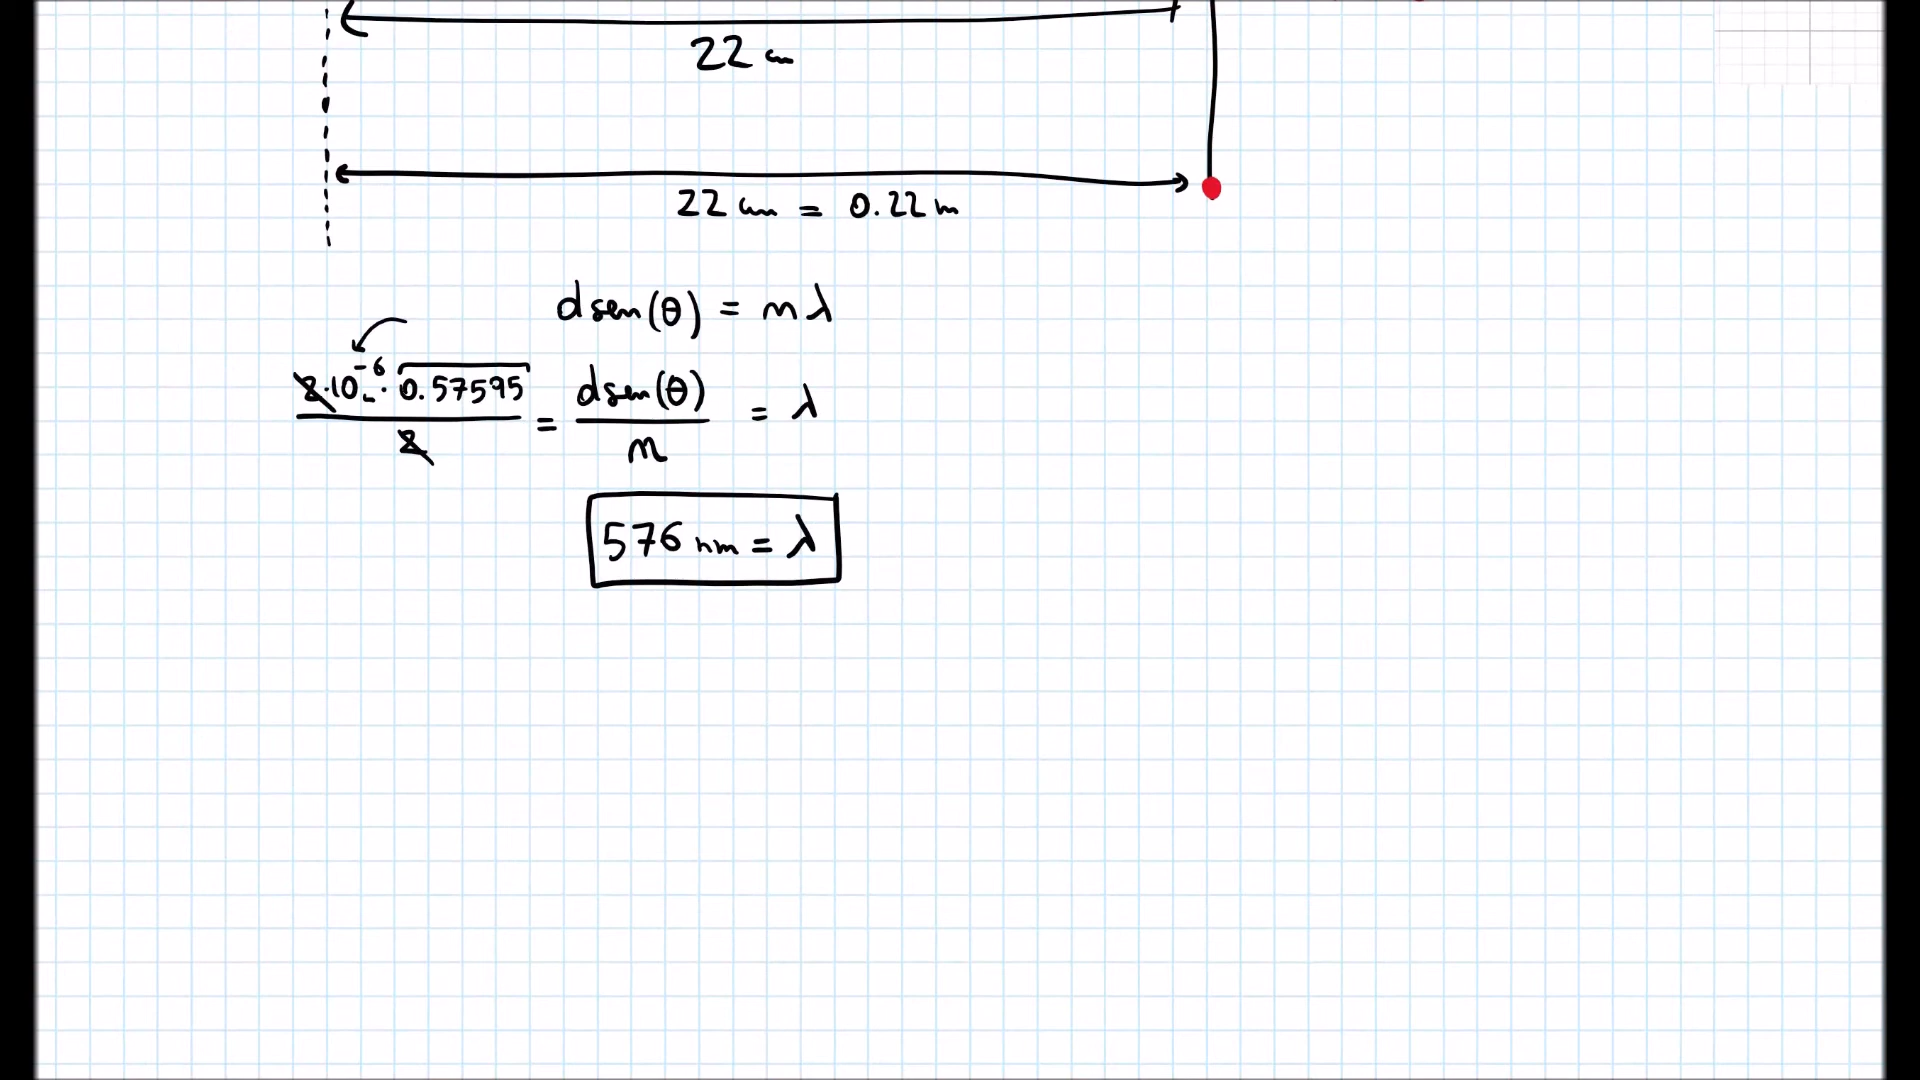 22 cm
22 cm = 0.22 m
d sen(θ) = mλ
2·10⁻⁶ · 0.57595 / 2 = d sen(θ) / m = λ
576 nm = λ